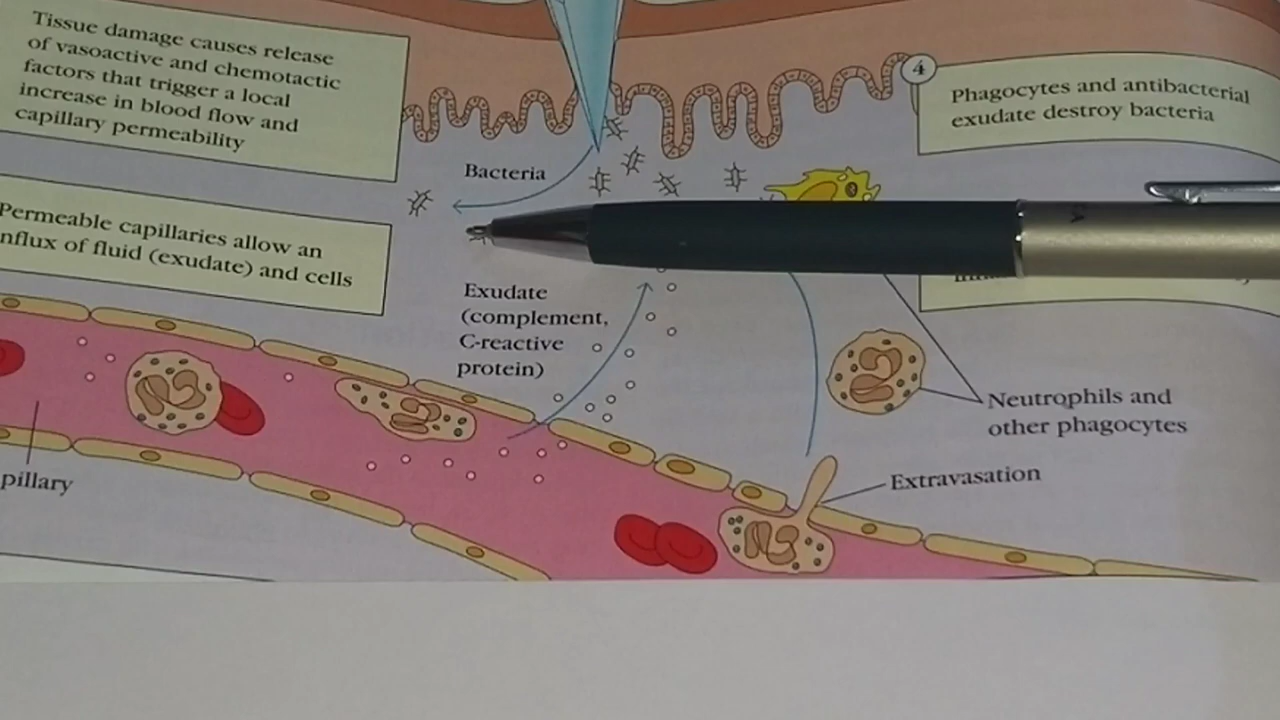 Tissue damage causes release
of vasoactive and chemotactic
factors that trigger a local
increase in blood flow and
capillary permeability
Permeable capillaries allow an
nflux of fluid (exudate) and cells
Bacteria
Exudate
(complement,
C-reactive
protein)
pillary
4
Phagocytes and antibacterial
exudate destroy bacteria
Neutrophils and
other phagocytes
Extravasation